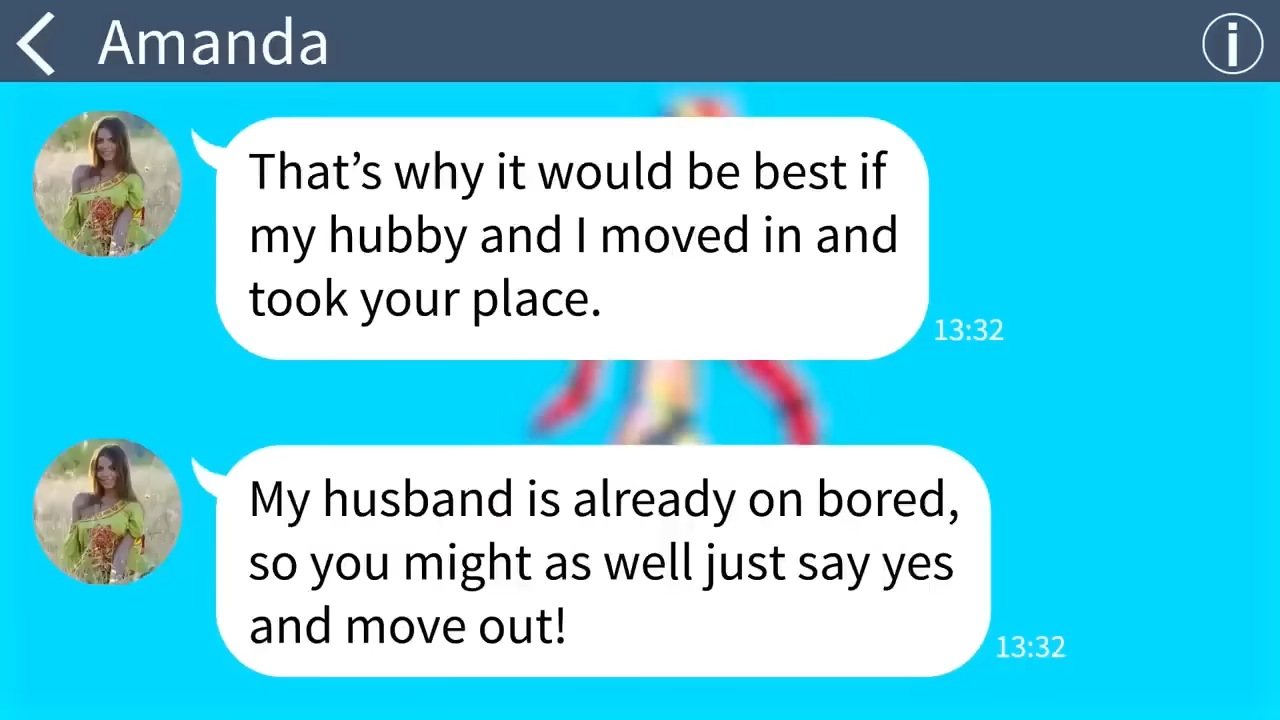 Amanda
That’s why it would be best if
my hubby and I moved in and
took your place.
13:32
My husband is already on bored,
so you might as well just say yes
and move out!
13:32